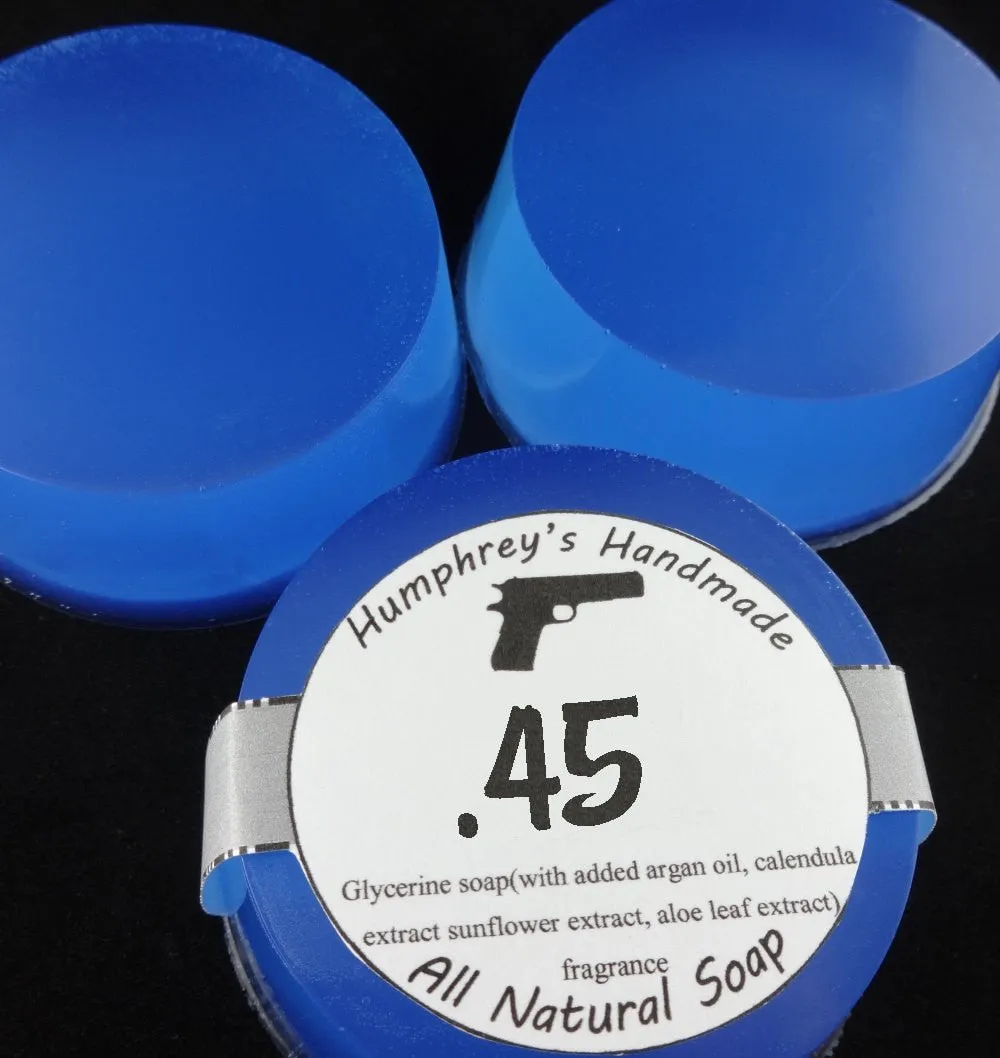 Humphrey's Handmade
.45
Glycerine soap(with added argan oil, calendula
extract sunflower extract, aloe leaf extract)
fragrance
All Natural Soap